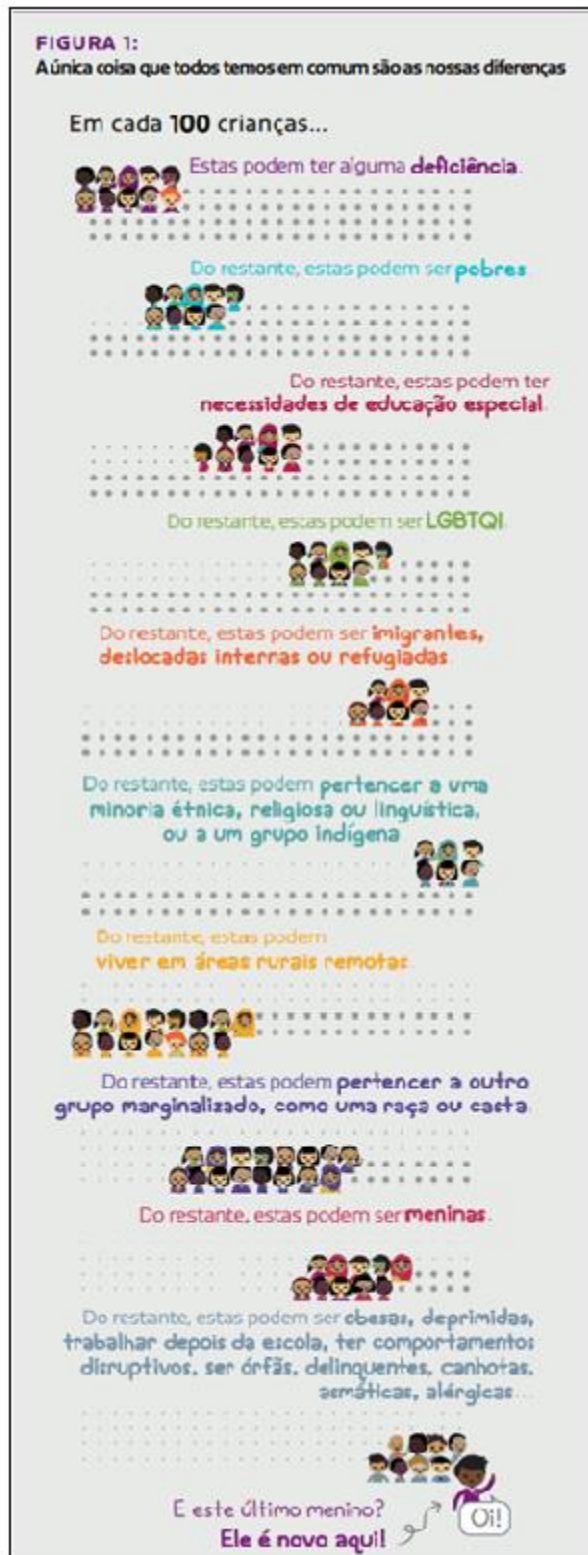 FIGURA 1:
A única coisa que todos temos em comum são as nossas diferenças
Em cada 100 crianças...
Estas podem ter alguma deficiência.
Do restante, estas podem ser pobres
Do restante, estas podem ter
necessidades de educação especial.
Do restante, estas podem ser LGBTQI.
Do restante, estas podem ser imigrantes,
deslocadas internas ou refugiadas.
Do restante, estas podem pertencer a uma
minoria étnica, religiosa ou linguística,
ou a um grupo indígena
Do restante, estas podem
viver em áreas rurais remotas.
Do restante, estas podem pertencer a outro
grupo marginalizado, como uma raça ou casta.
Do restante, estas podem ser meninas.
Do restante, estas podem ser obesas, deprimidas,
trabalhar depois da escola, ter comportamentos
disruptivos, ser órfãs, delinquentes, canhotas,
asmáticas, alérgicas...
E este último menino?
Ele é novo aqui!
Oi!